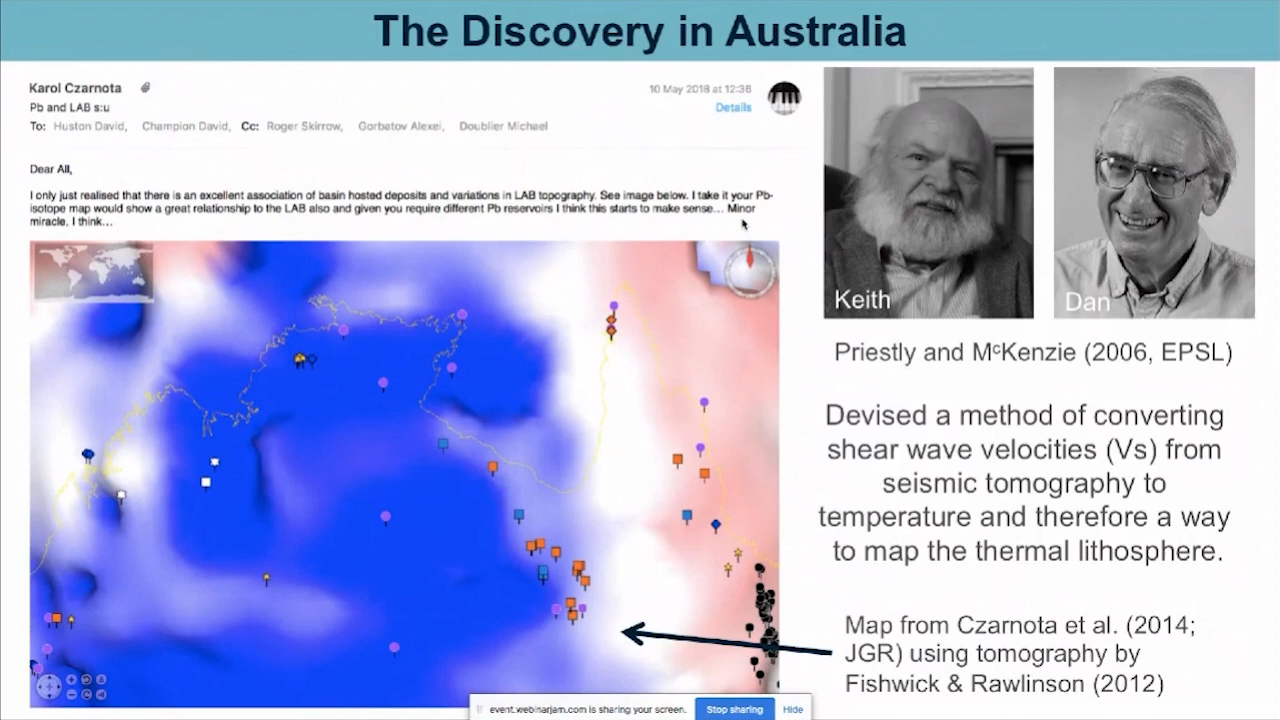 The Discovery in Australia
Karol Czarnota
10 May 2018 at 12:36
Pb and LAB s:u
Details
To: Huston David, Champion David, Cc: Roger Skirrow, Gorbatov Alexei, Doublier Michael
Dear All,
I only just realised that there is an excellent association of basin hosted deposits and variations in LAB topography. See image below. I take it your Pb-
isotope map would show a great relationship to the LAB also and given you require different Pb reservoirs I think this starts to make sense... Minor
miracle, I think...
Keith
Dan
Priestly and McKenzie (2006, EPSL)
Devised a method of converting
shear wave velocities (Vs) from
seismic tomography to
temperature and therefore a way
to map the thermal lithosphere.
Map from Czarnota et al. (2014;
JGR) using tomography by
Fishwick & Rawlinson (2012)
event.webinarjam.com is sharing your screen. Stop sharing Hide